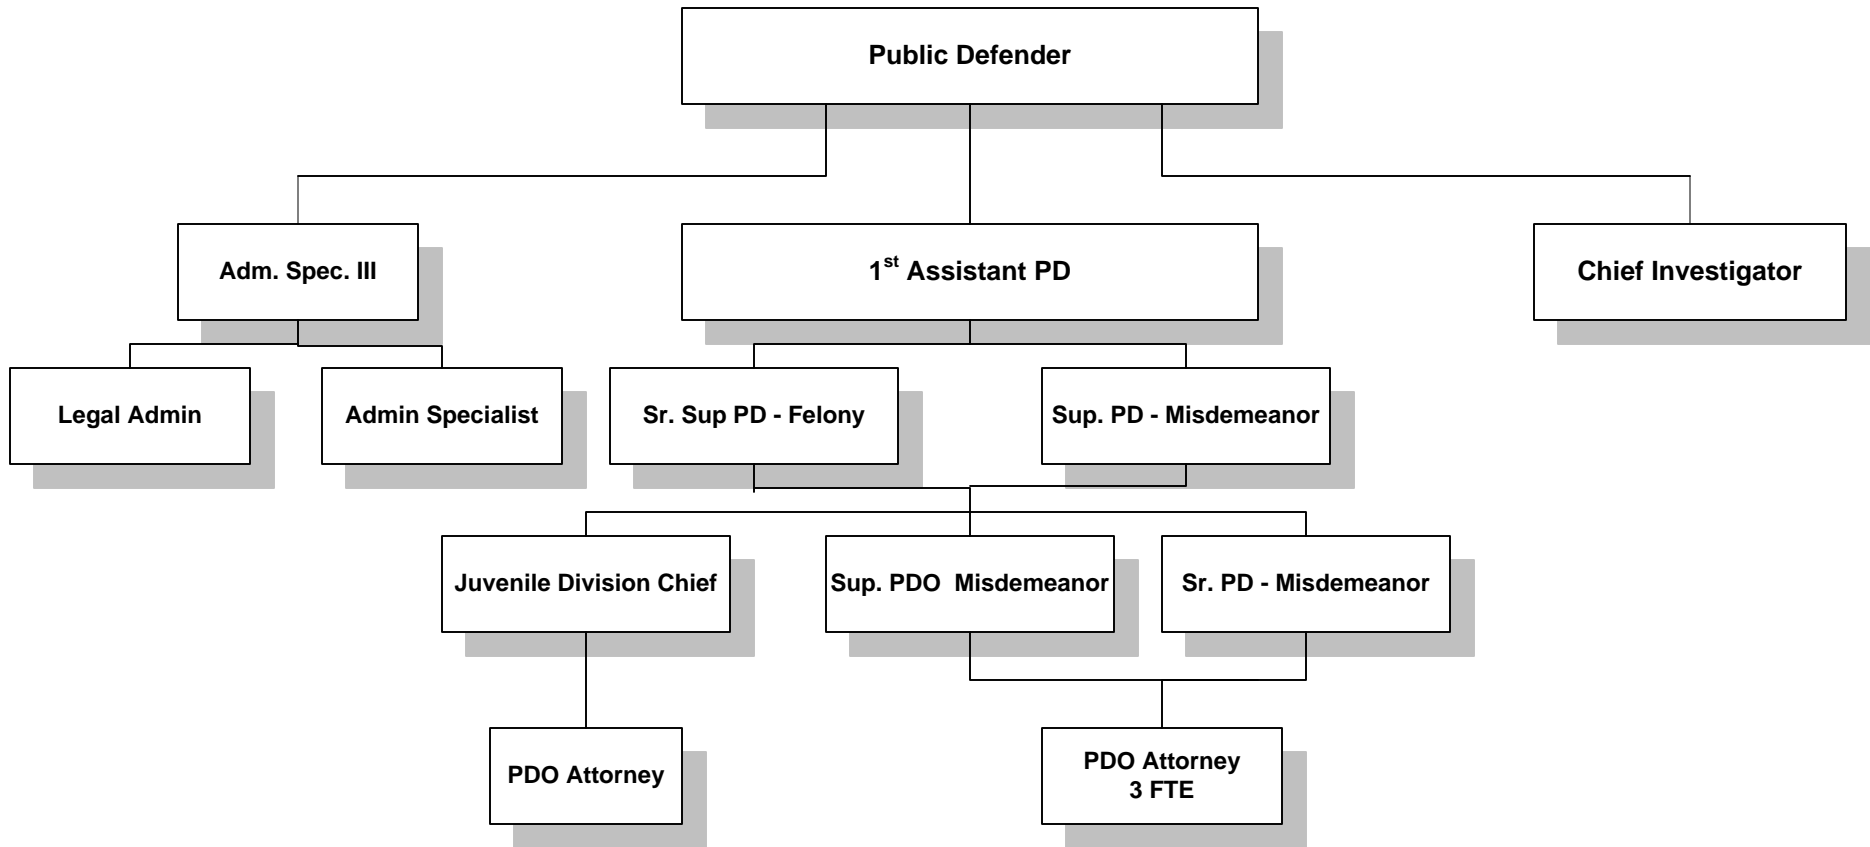 Public Defender
Adm. Spec. III
1st Assistant PD
Chief Investigator
Legal Admin
Admin Specialist
Sr. Sup PD - Felony
Sup. PD - Misdemeanor
Juvenile Division Chief
Sup. PDO  Misdemeanor
Sr. PD - Misdemeanor
PDO Attorney
PDO Attorney
3 FTE